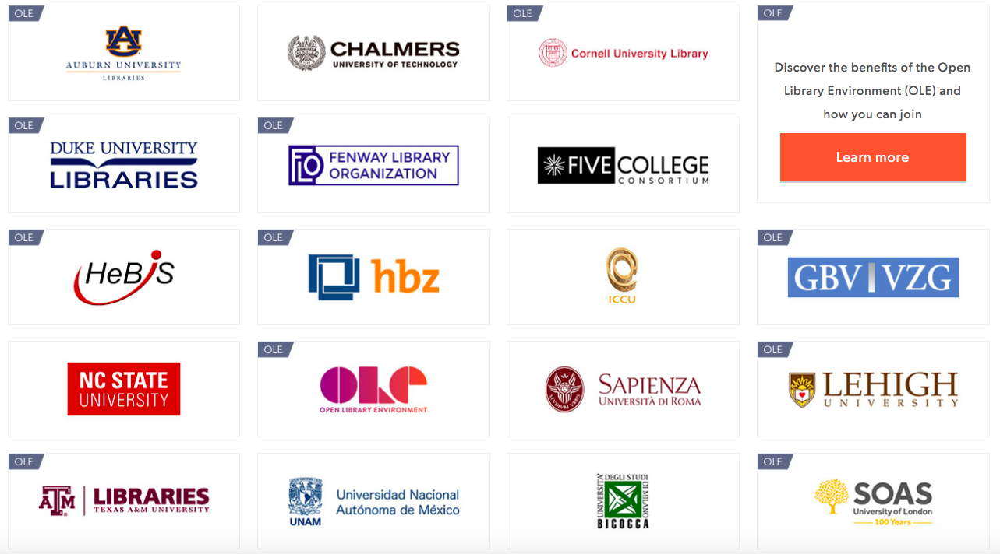 OLE
AUBURN UNIVERSITY
LIBRARIES
CHALMERS
UNIVERSITY OF TECHNOLOGY
OLE
Cornell University Library
OLE
Discover the benefits of the Open
Library Environment (OLE) and
how you can join
Learn more
OLE
DUKE UNIVERSITY
LIBRARIES
OLE
FLO
FENWAY LIBRARY
ORGANIZATION
FIVE COLLEGE
CONSORTIUM
OLE
HeBIS
OLE
hbz
ICCU
OLE
GBV VZG
NC STATE
UNIVERSITY
OLE
OLE
OPEN LIBRARY ENVIRONMENT
STVDIVM VRBIS
SAPIENZA
UNIVERSITÀ DI ROMA
OLE
LEHIGH
UNIVERSITY
OLE
ATM
LIBRARIES
TEXAS A&M UNIVERSITY
UNAM
Universidad Nacional
Autónoma de México
UNIVERSITÀ
DEGLI STUDI
DI MILANO
BICOCCA
OLE
SOAS
University of London
100 Years